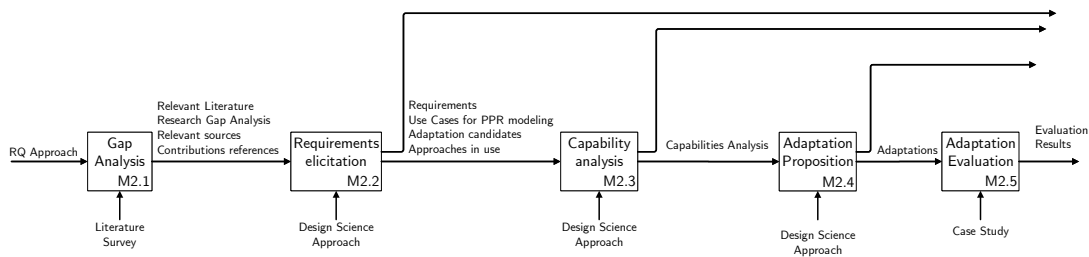 RQ Approach
Gap
Analysis
M2.1
Literature
Survey
Relevant Literature
Research Gap Analysis
Relevant sources
Contributions references
Requirements
elicitation
M2.2
Design Science
Approach
Requirements
Use Cases for PPR modeling
Adaptation candidates
Approaches in use
Capability
analysis
M2.3
Design Science
Approach
Capabilities Analysis
Adaptation
Proposition
M2.4
Design Science
Approach
Adaptations
Adaptation
Evaluation
M2.5
Case Study
Evaluation
Results